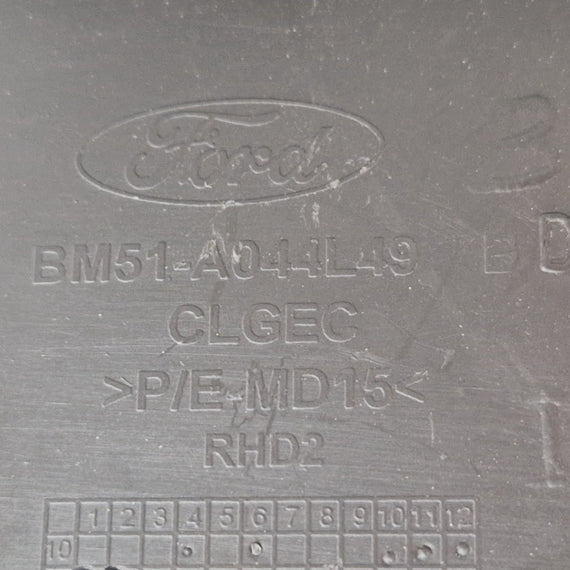 Ford
3
BM51-A044L49 B D
CLGEC
>P/E-MD15<
RHD2
1 2 3 4 5 6 7 8 9 10 11 12
10